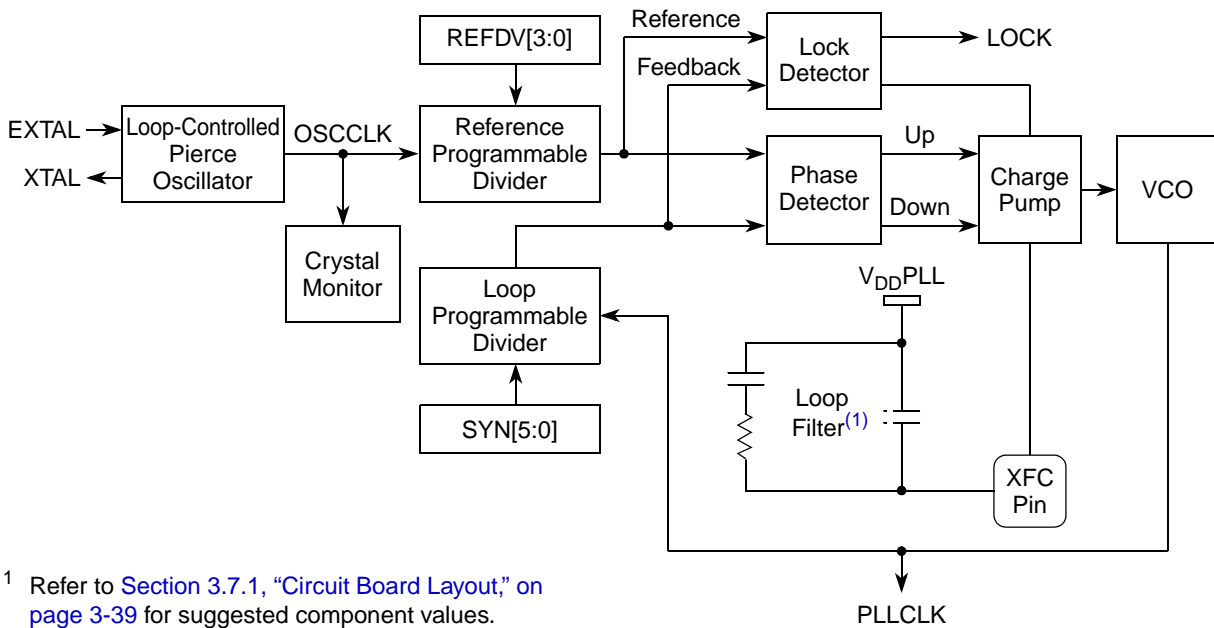 REFDV[3:0]
Reference
Feedback
Lock
Detector
LOCK
EXTAL
XTAL
Loop-Controlled
Pierce
Oscillator
OSCCLK
Reference
Programmable
Divider
Phase
Detector
Up
Down
Charge
Pump
VCO
Crystal
Monitor
Loop
Programmable
Divider
SYN[5:0]
VDDPLL
Loop
Filter(1)
XFC
Pin
PLLCLK
1 Refer to Section 3.7.1, “Circuit Board Layout,” on
page 3-39 for suggested component values.